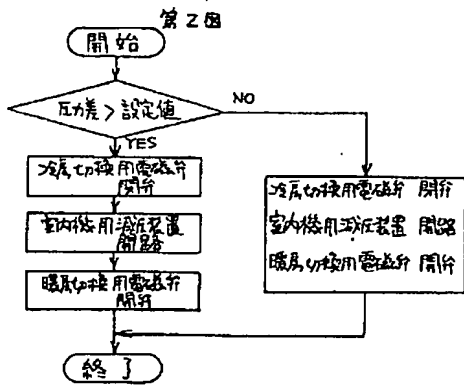 第2図
開始
圧力差>設定値
NO
YES
冷房切換用電磁弁
開弁
室内機用減圧装置
開路
暖房切換用電磁弁
開弁
冷房切換用電磁弁 開弁
室内機用減圧装置 開路
暖房切換用電磁弁 開弁
終了